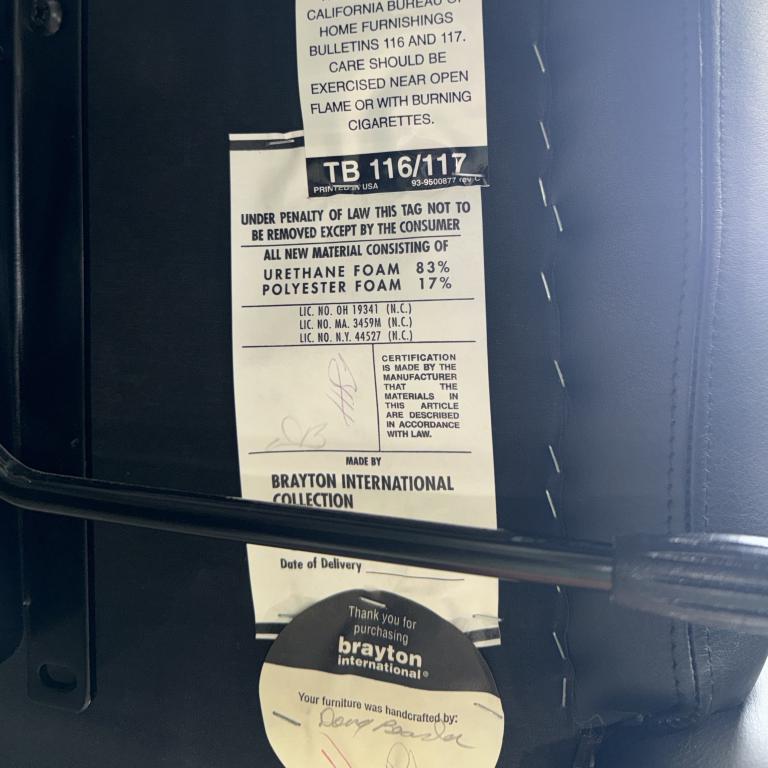 CALIFORNIA BUREAU OF
HOME FURNISHINGS
BULLETINS 116 AND 117.
CARE SHOULD BE
EXERCISED NEAR OPEN
FLAME OR WITH BURNING
CIGARETTES.
TB 116/117
PRINTED IN USA 93-9500877 rev C
UNDER PENALTY OF LAW THIS TAG NOT TO
BE REMOVED EXCEPT BY THE CONSUMER
ALL NEW MATERIAL CONSISTING OF
URETHANE FOAM 83%
POLYESTER FOAM 17%
LIC. NO. OH 19341 (N.C.)
LIC. NO. MA. 3459M (N.C.)
LIC. NO. N.Y. 44527 (N.C.)
CERTIFICATION
IS MADE BY THE
MANUFACTURER
THAT THE
MATERIALS IN
THIS ARTICLE
ARE DESCRIBED
IN ACCORDANCE
WITH LAW.
MADE BY
BRAYTON INTERNATIONAL
COLLECTION
Date of Delivery
Thank you for
purchasing
brayton
international®
Your furniture was handcrafted by:
Doug